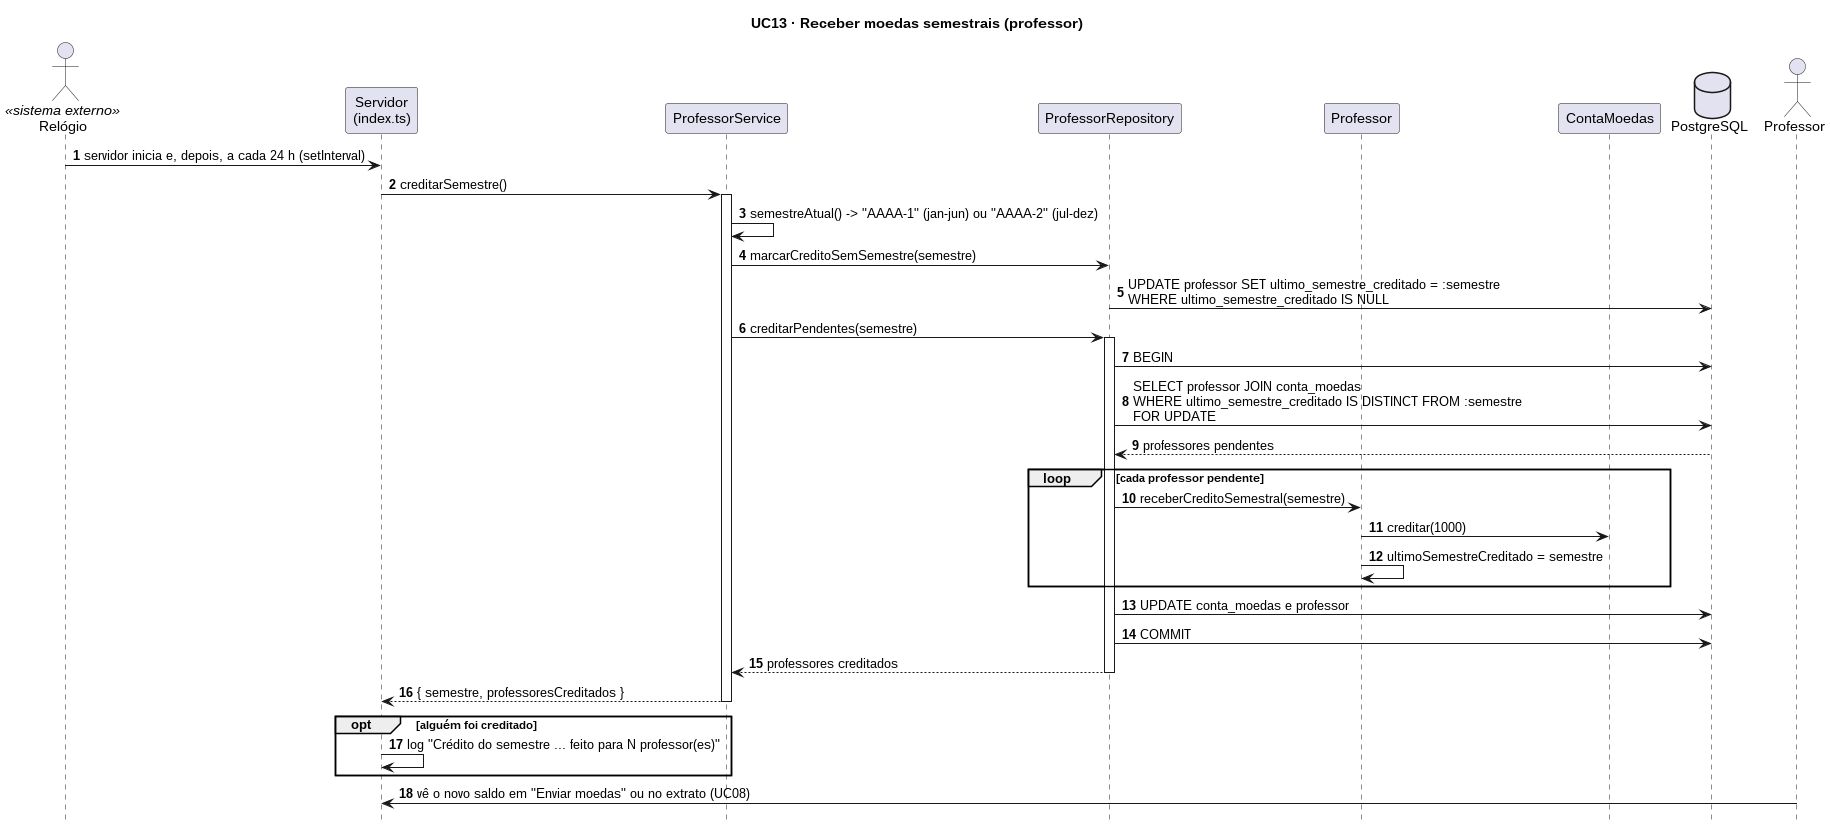 UC13 · Receber moedas semestrais (professor)
«sistema externo»
Relógio
Servidor
(index.ts)
ProfessorService
ProfessorRepository
Professor
ContaMoedas
PostgreSQL
Professor
1 servidor inicia e, depois, a cada 24 h (setInterval)
2 creditarSemestre()
3 semestreAtual() -> "AAAA-1" (jan-jun) ou "AAAA-2" (jul-dez)
4 marcarCreditoSemSemestre(semestre)
5 UPDATE professor SET ultimo_semestre_creditado = :semestre
WHERE ultimo_semestre_creditado IS NULL
6 creditarPendentes(semestre)
7 BEGIN
8 SELECT professor JOIN conta_moedas
WHERE ultimo_semestre_creditado IS DISTINCT FROM :semestre
FOR UPDATE
9 professores pendentes
loop [cada professor pendente]
10 receberCreditoSemestral(semestre)
11 creditar(1000)
12 ultimoSemestreCreditado = semestre
13 UPDATE conta_moedas e professor
14 COMMIT
15 professores creditados
16 { semestre, professoresCreditados }
opt [alguém foi creditado]
17 log "Crédito do semestre ... feito para N professor(es)"
18 vê o novo saldo em "Enviar moedas" ou no extrato (UC08)